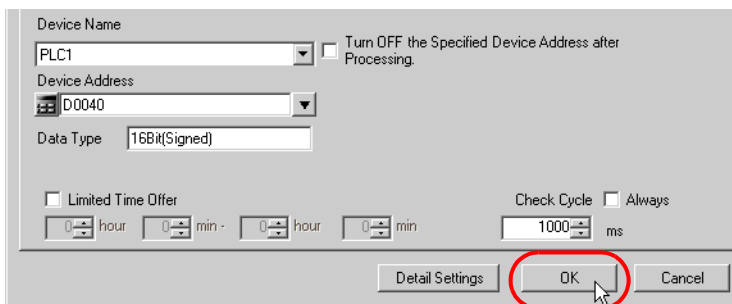 Device Name
PLC1
Turn OFF the Specified Device Address after
Processing.
Device Address
D0040
Data Type 16Bit(Signed)
Limited Time Offer Check Cycle Always
0 hour 0 min - 0 hour 0 min 1000 ms
Detail Settings OK Cancel